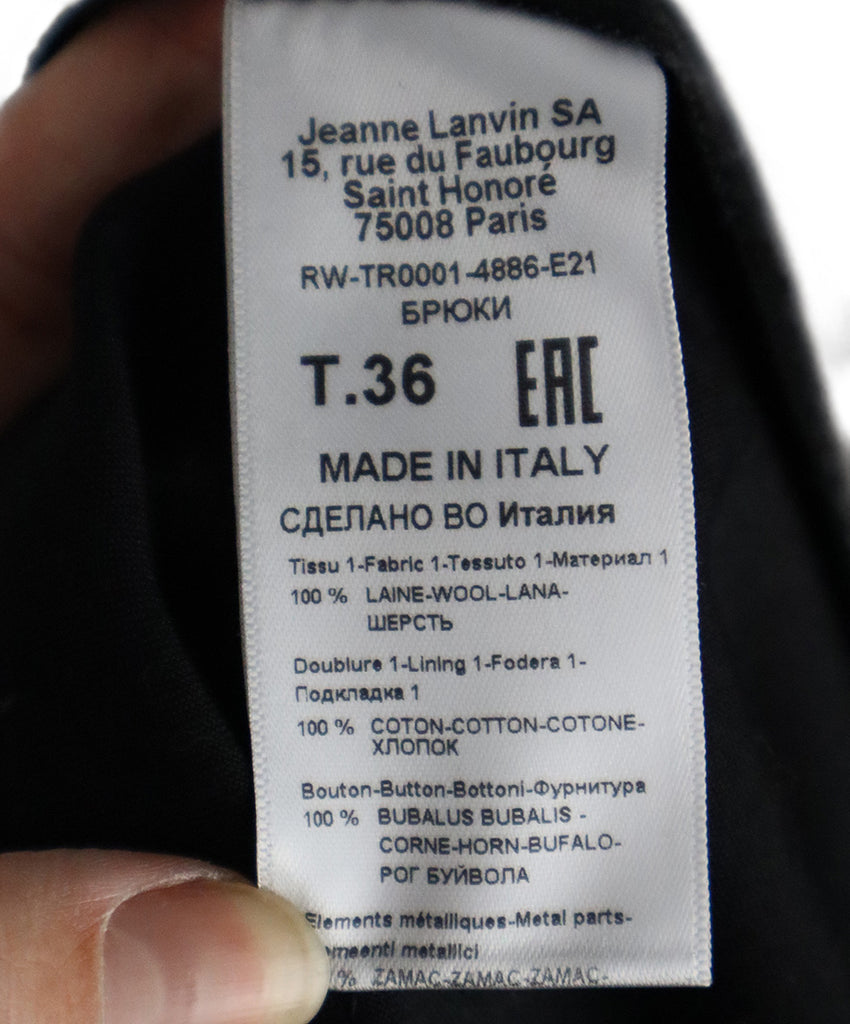 Jeanne Lanvin SA
15, rue du Faubourg
Saint Honoré
75008 Paris
RW-TR0001-4886-E21
БРЮКИ
T.36 EAC
MADE IN ITALY
СДЕЛАНО ВО Италия
Tissu 1-Fabric 1-Tessuto 1-Материал 1
100 % LAINE-WOOL-LANA-
ШЕРСТЬ
Doublure 1-Lining 1-Fodera 1-
Подкладка 1
100 % COTON-COTTON-COTONE-
ХЛОПОК
Bouton-Button-Bottoni-Фурнитура
100 % BUBALUS BUBALIS -
CORNE-HORN-BUFALO-
РОГ БУЙВОЛА
Elements métalliques-Metal parts-
metallici
% ZAMAC-ZAMAC-ZAMAC-